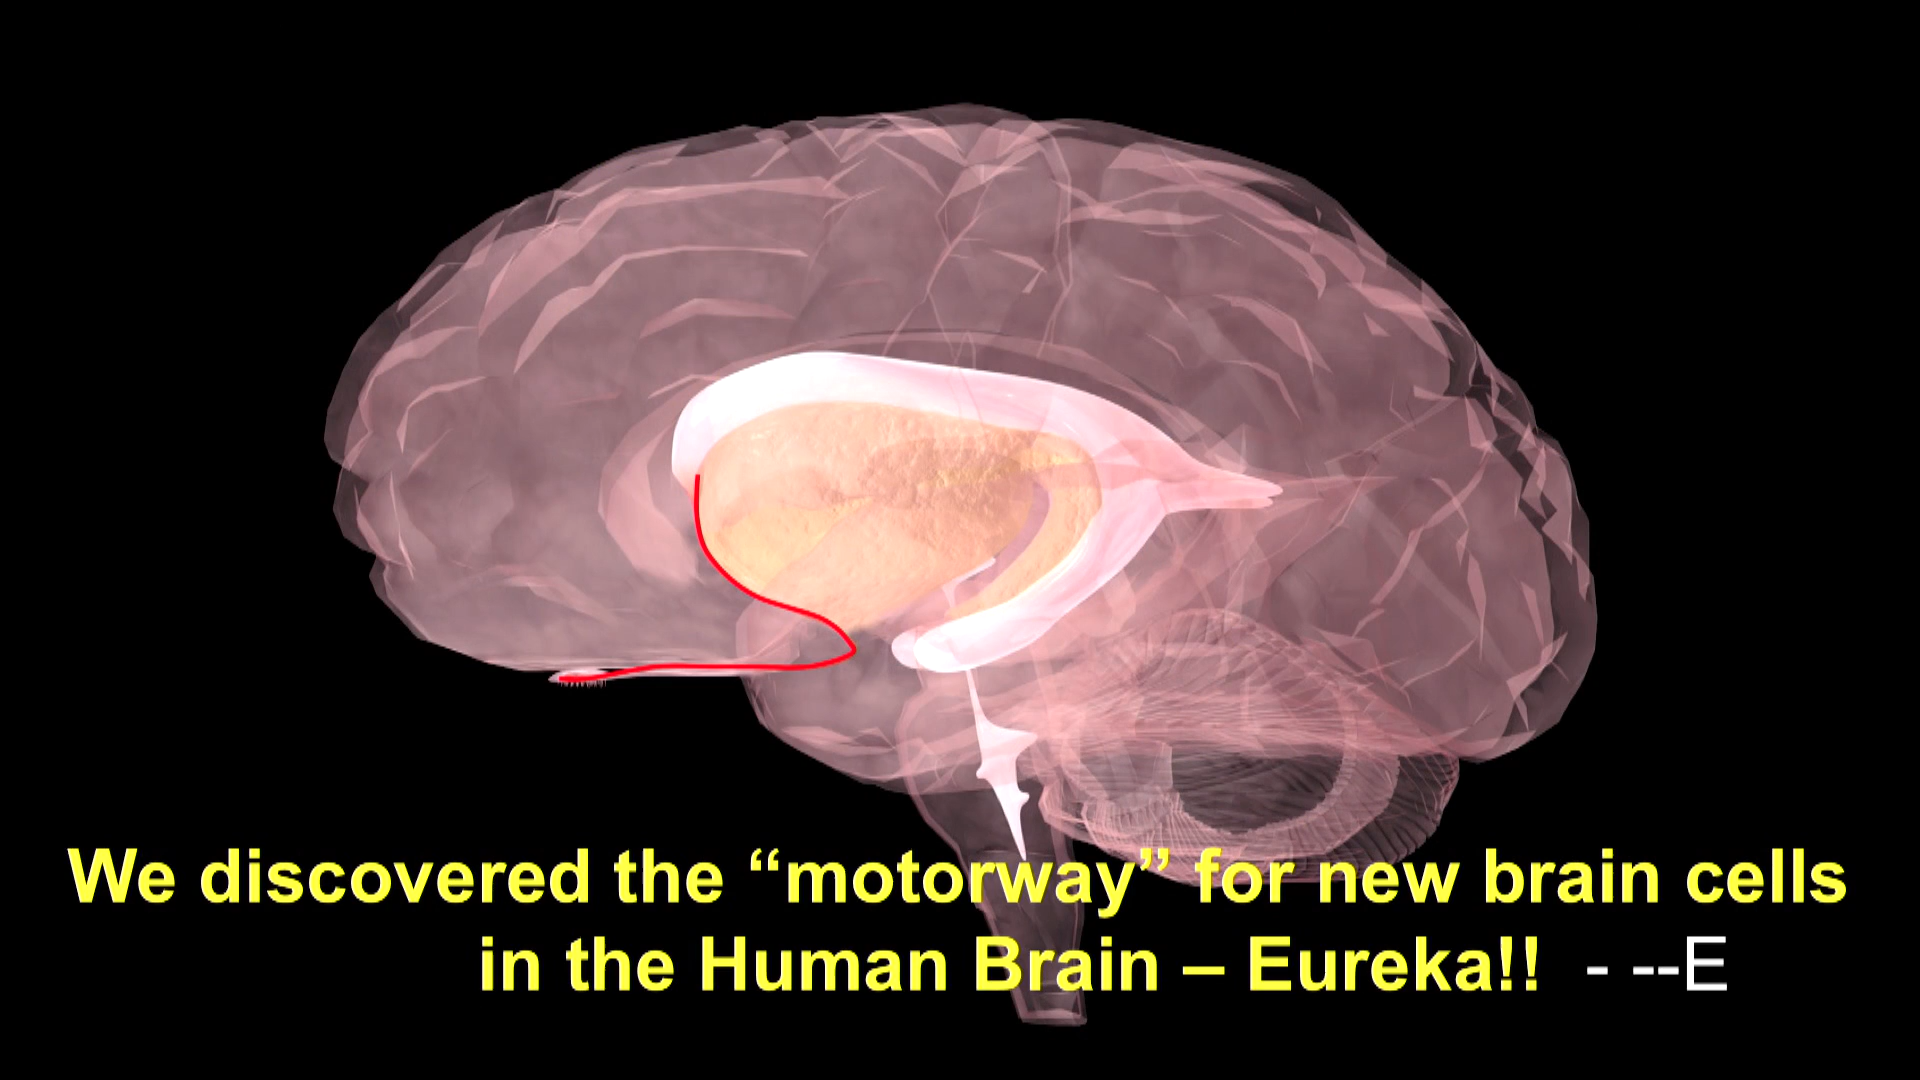 We discovered the “motorway” for new brain cells
in the Human Brain – Eureka!! - --E